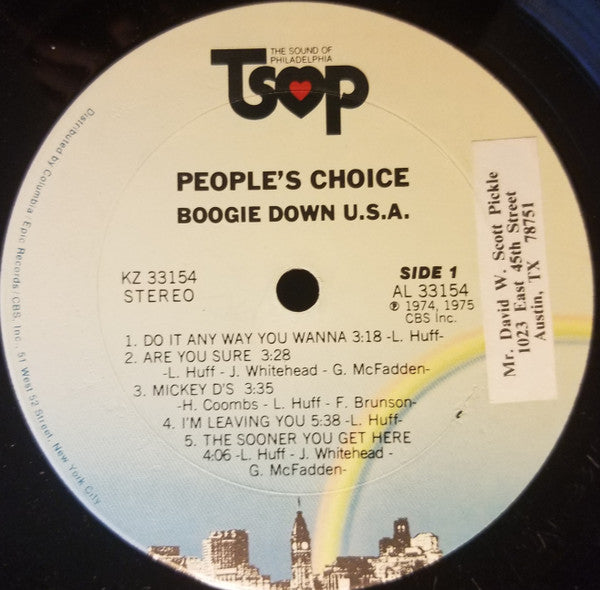 THE SOUND OF
PHILADELPHIA
TSOP
PEOPLE'S CHOICE
BOOGIE DOWN U.S.A.
KZ 33154
STEREO
SIDE 1
AL 33154
℗ 1974, 1975
CBS Inc.
1. DO IT ANY WAY YOU WANNA 3:18 -L. Huff-
2. ARE YOU SURE 3:28
-L. Huff - J. Whitehead - G. McFadden-
3. MICKEY D'S 3:35
-H. Coombs - L. Huff - F. Brunson-
4. I'M LEAVING YOU 5:38 -L. Huff-
5. THE SOONER YOU GET HERE
4:06 -L. Huff - J. Whitehead -
G. McFadden-
Distributed by Columbia/Epic Records/CBS, Inc., 51 West 52 Street, New York City
Mr. David W. Scott Pickle
1023 East 45th Street
Austin, TX 78751